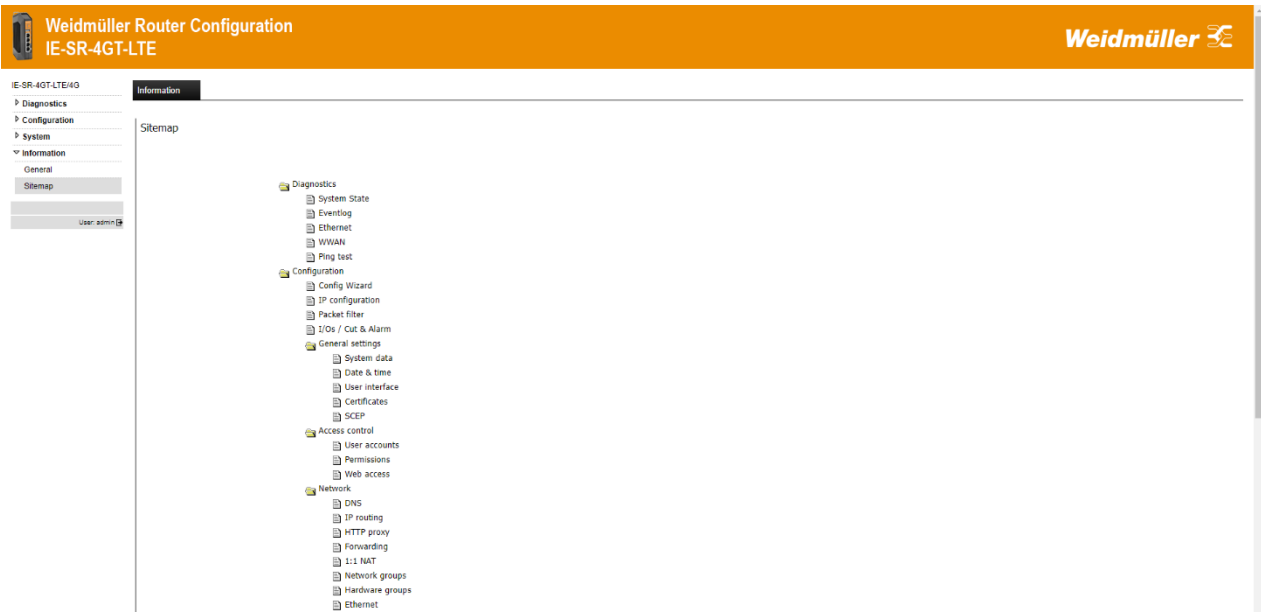 Weidmüller Router Configuration
IE-SR-4GT-LTE
Weidmüller
IE-SR-4GT-LTE/4G
Diagnostics
Configuration
System
Information
General
Sitemap
User: admin
Information
Sitemap
Diagnostics
System State
Eventlog
Ethernet
WWAN
Ping test
Configuration
Config Wizard
IP configuration
Packet filter
I/Os / Cut & Alarm
General settings
System data
Date & time
User interface
Certificates
SCEP
Access control
User accounts
Permissions
Web access
Network
DNS
IP routing
HTTP proxy
Forwarding
1:1 NAT
Network groups
Hardware groups
Ethernet